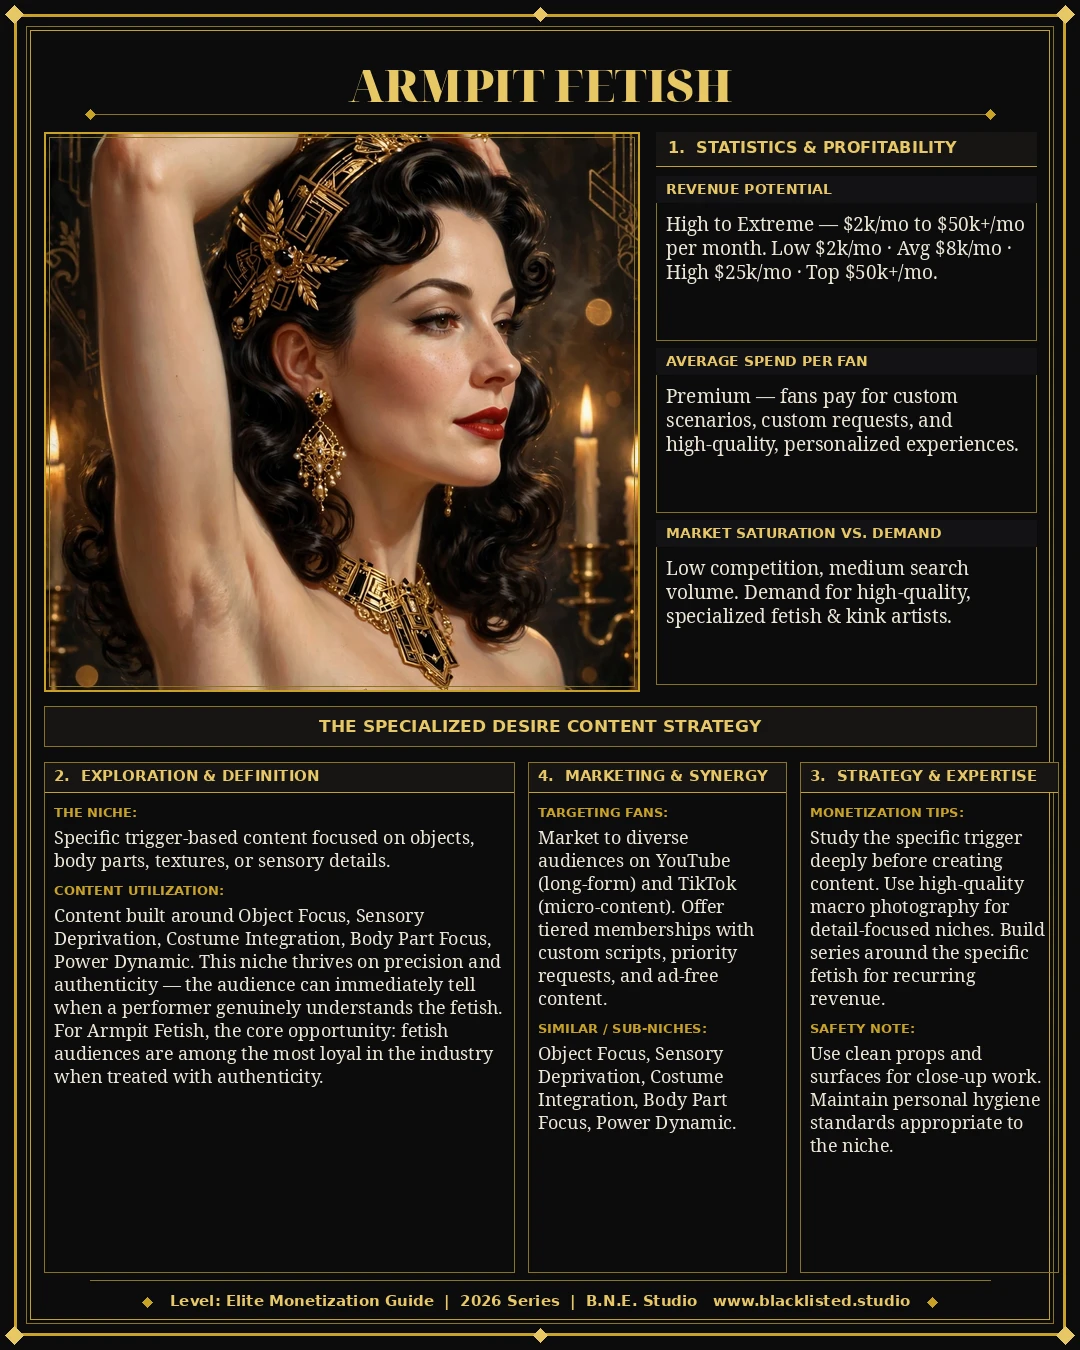 ARMPIT FETISH
1. STATISTICS & PROFITABILITY
REVENUE POTENTIAL
High to Extreme — $2k/mo to $50k+/mo
per month. Low $2k/mo · Avg $8k/mo ·
High $25k/mo · Top $50k+/mo.
AVERAGE SPEND PER FAN
Premium — fans pay for custom
scenarios, custom requests, and
high-quality, personalized experiences.
MARKET SATURATION VS. DEMAND
Low competition, medium search
volume. Demand for high-quality,
specialized fetish & kink artists.
THE SPECIALIZED DESIRE CONTENT STRATEGY
2. EXPLORATION & DEFINITION
THE NICHE:
Specific trigger-based content focused on objects,
body parts, textures, or sensory details.
CONTENT UTILIZATION:
Content built around Object Focus, Sensory
Deprivation, Costume Integration, Body Part Focus,
Power Dynamic. This niche thrives on precision and
authenticity — the audience can immediately tell
when a performer genuinely understands the fetish.
For Armpit Fetish, the core opportunity: fetish
audiences are among the most loyal in the industry
when treated with authenticity.
4. MARKETING & SYNERGY
TARGETING FANS:
Market to diverse
audiences on YouTube
(long-form) and TikTok
(micro-content). Offer
tiered memberships with
custom scripts, priority
requests, and ad-free
content.
SIMILAR / SUB-NICHES:
Object Focus, Sensory
Deprivation, Costume
Integration, Body Part
Focus, Power Dynamic.
3. STRATEGY & EXPERTISE
MONETIZATION TIPS:
Study the specific trigger
deeply before creating
content. Use high-quality
macro photography for
detail-focused niches. Build
series around the specific
fetish for recurring
revenue.
SAFETY NOTE:
Use clean props and
surfaces for close-up work.
Maintain personal hygiene
standards appropriate to
the niche.
Level: Elite Monetization Guide | 2026 Series | B.N.E. Studio www.blacklisted.studio